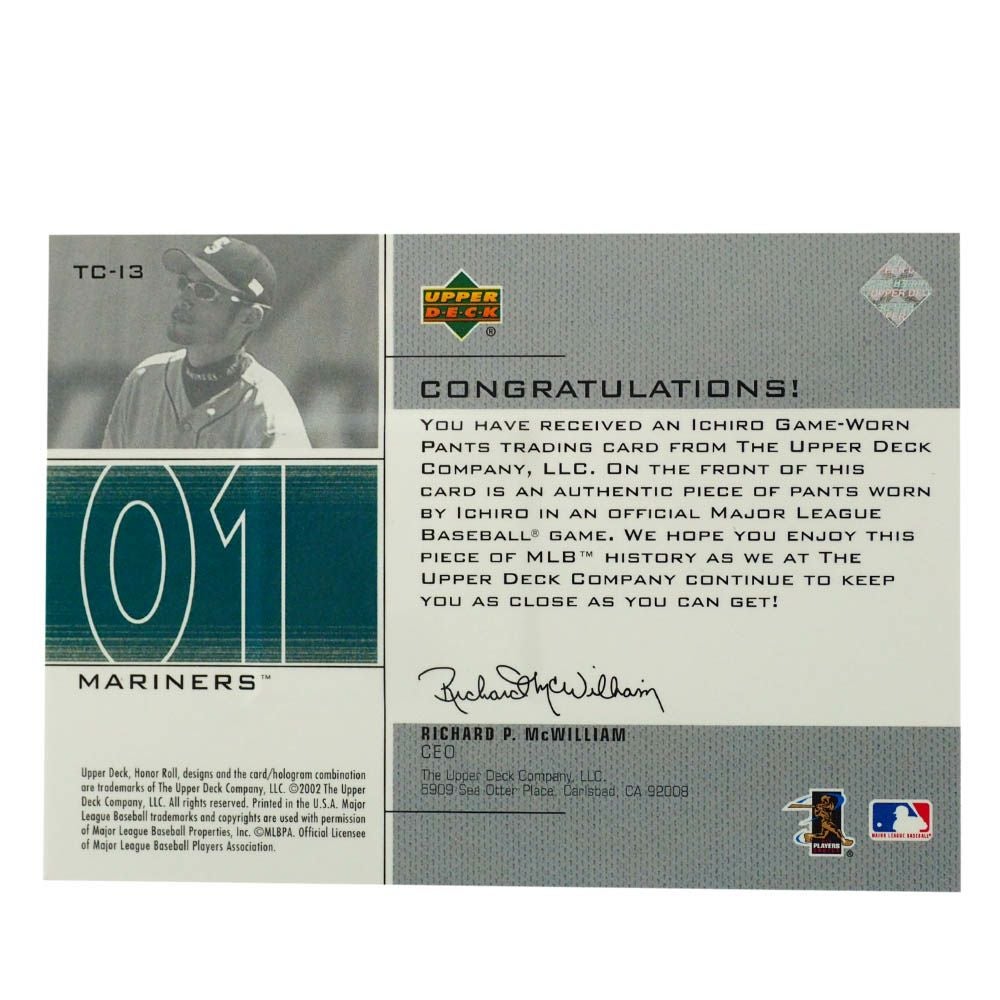 TC-13
S
01
MARINERS™
Upper Deck, Honor Roll, designs and the card/hologram combination
are trademarks of The Upper Deck Company, LLC. ©2002 The Upper
Deck Company, LLC. All rights reserved. Printed in the U.S.A. Major
League Baseball trademarks and copyrights are used with permission
of Major League Baseball Properties, Inc. ©MLBPA. Official Licensee
of Major League Baseball Players Association.
UPPER
D·E·C·K
®
CONGRATULATIONS!
YOU HAVE RECEIVED AN ICHIRO GAME-WORN
PANTS TRADING CARD FROM THE UPPER DECK
COMPANY, LLC. ON THE FRONT OF THIS
CARD IS AN AUTHENTIC PIECE OF PANTS WORN
BY ICHIRO IN AN OFFICIAL MAJOR LEAGUE
BASEBALL® GAME. WE HOPE YOU ENJOY THIS
PIECE OF MLB™ HISTORY AS WE AT THE
UPPER DECK COMPANY CONTINUE TO KEEP
YOU AS CLOSE AS YOU CAN GET!
Richard McWilliam
RICHARD P. McWILLIAM
CEO
The Upper Deck Company, LLC.
5909 Sea Otter Place, Carlsbad, CA 92008
UPPER DEC
PLAYERS
CHOICE
®
MAJOR LEAGUE BASEBALL